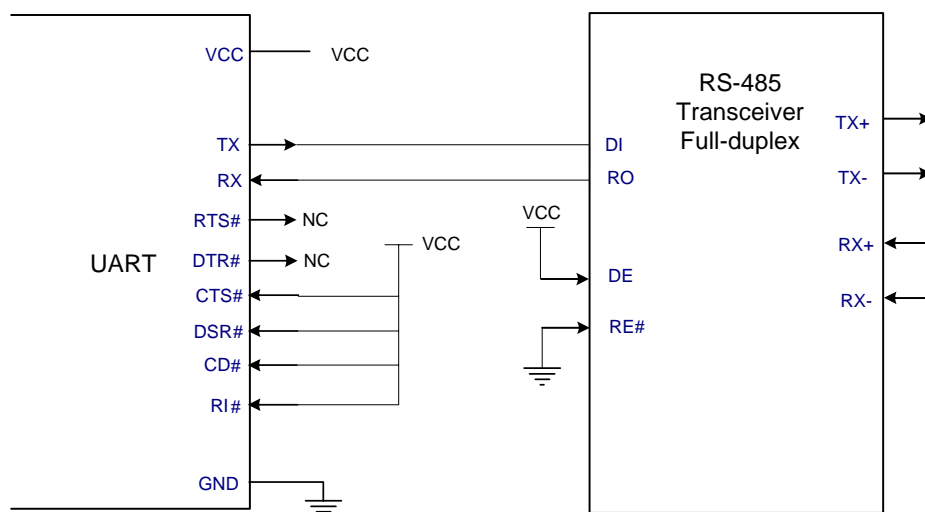 VCC
VCC
TX
RX
RTS#
NC
DTR#
NC
CTS#
DSR#
CD#
RI#
GND
UART
VCC
VCC
RS-485
Transceiver
Full-duplex
DI
RO
DE
RE#
TX+
TX-
RX+
RX-